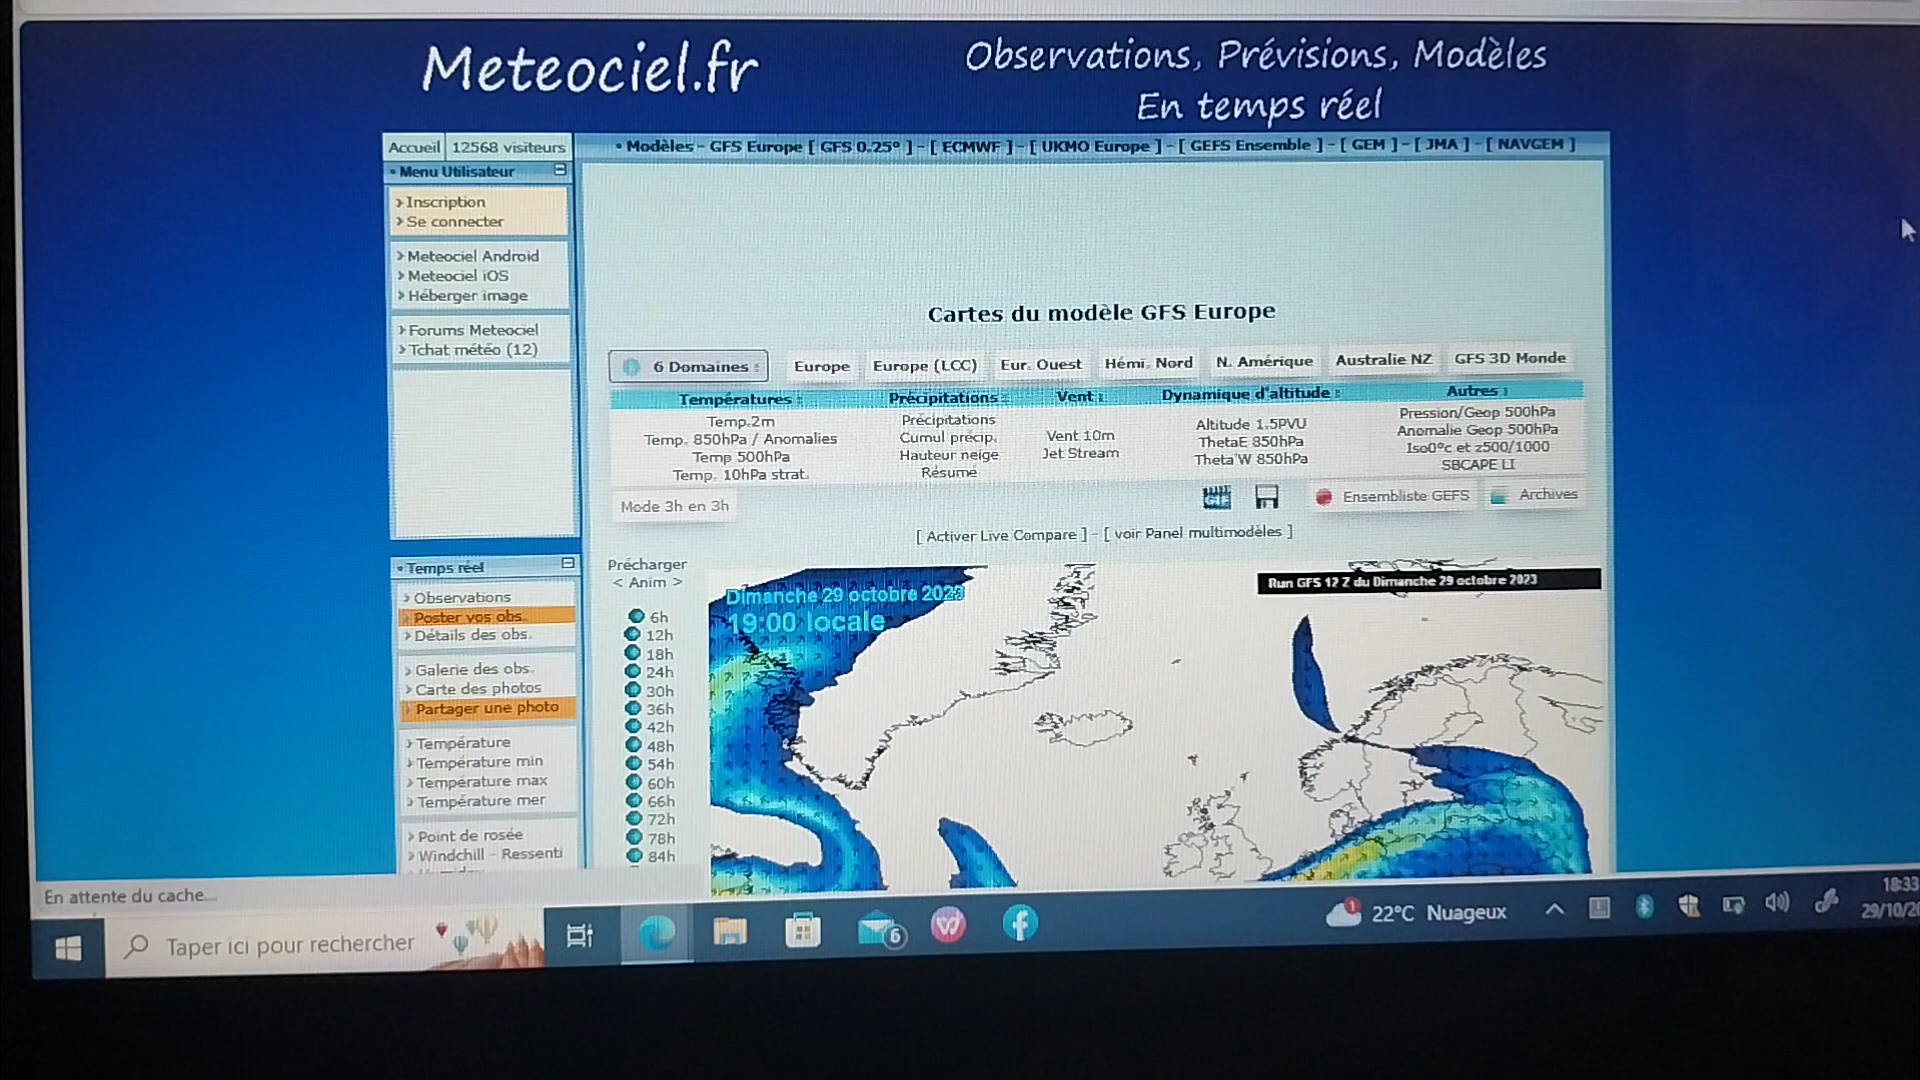 Meteociel.fr
Observations, Prévisions, Modèles
En temps réel
Accueil 12568 visiteurs
Menu Utilisateur
Inscription
Se connecter
Meteociel Android
Meteociel iOS
Héberger image
Forums Meteociel
Tchat météo (12)
Temps réel
Observations
Poster vos obs.
Détails des obs.
Galerie des obs.
Carte des photos
Partager une photo
Température
Température min
Température max
Température mer
Point de rosée
Windchill - Ressenti
• Modèles - GFS Europe [ GFS 0.25° ] - [ ECMWF ] - [ UKMO Europe ] - [ GEFS Ensemble ] - [ GEM ] - [ JMA ] - [ NAVGEM ]
Cartes du modèle GFS Europe
6 Domaines :
Europe
Europe (LCC)
Eur. Ouest
Hémi. Nord
N. Amérique
Australie NZ
GFS 3D Monde
Températures :
Temp.2m
Temp. 850hPa / Anomalies
Temp 500hPa
Temp. 10hPa strat.
Précipitations :
Précipitations
Cumul précip.
Hauteur neige
Résumé
Vent :
Vent 10m
Jet Stream
Dynamique d'altitude :
Altitude 1.5PVU
ThetaE 850hPa
Theta'W 850hPa
Autres :
Pression/Geop 500hPa
Anomalie Geop 500hPa
Iso0°c et z500/1000
SBCAPE LI
Mode 3h en 3h
GIF
Ensembliste GEFS
Archives
[ Activer Live Compare ] - [ voir Panel multimodèles ]
Précharger
< Anim >
6h
12h
18h
24h
30h
36h
42h
48h
54h
60h
66h
72h
78h
84h
Dimanche 29 octobre 2023
19:00 locale
Run GFS 12 Z du Dimanche 29 octobre 2023
En attente du cache...
Taper ici pour rechercher
6
1
22°C Nuageux
18:33
29/10/20